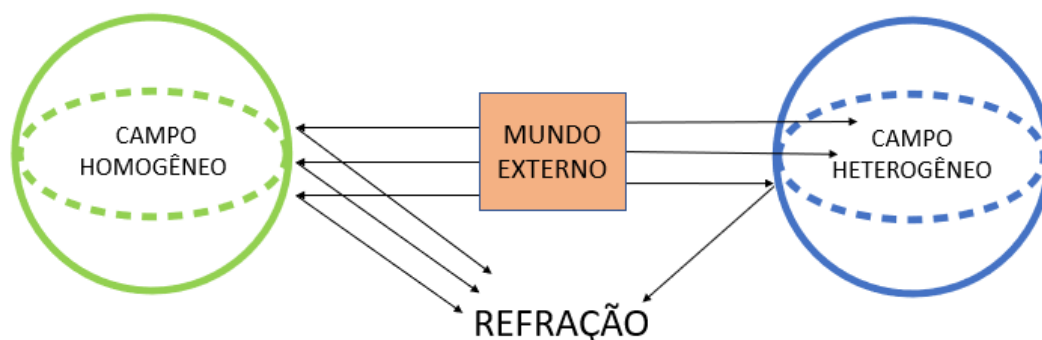 CAMPO
HOMOGÊNEO
MUNDO
EXTERNO
CAMPO
HETEROGÊNEO
REFRAÇÃO